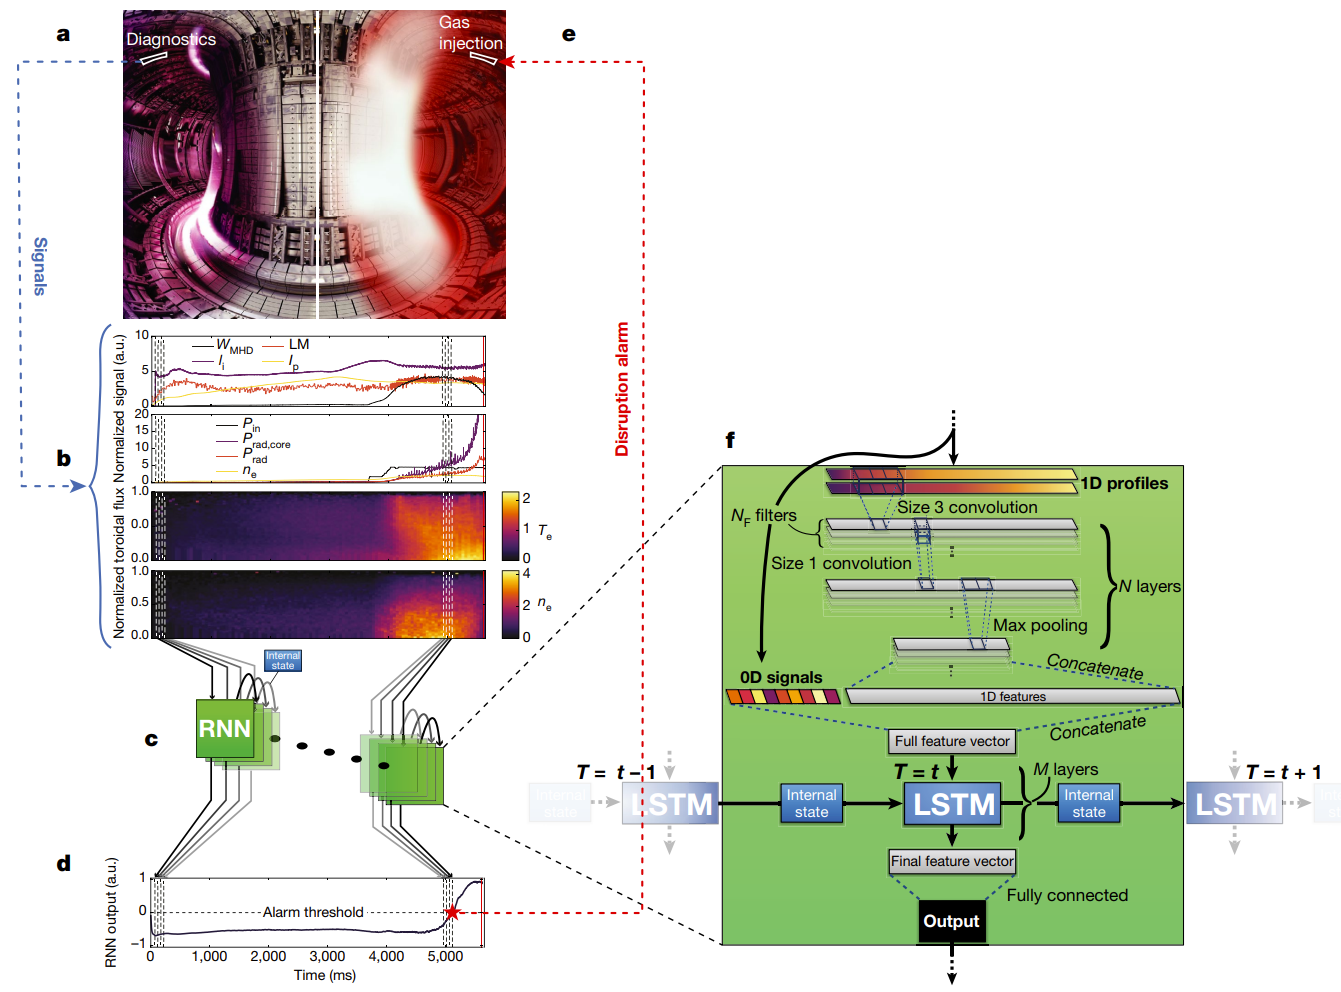 a
Diagnostics
Gas
injection
e
Signals
Disruption alarm
b
Normalized signal (a.u.)
10
5
0
W_MHD
LM
l_i
I_p
20
15
10
5
0
P_in
P_rad,core
P_rad
n_e
Normalized toroidal flux
1.0
0.0
0.0
2
1
0
T_e
1.0
0.5
0.0
4
2
0
n_e
Internal
state
c
RNN
d
RNN output (a.u.)
1
0
−1
Alarm threshold
0
1,000
2,000
3,000
4,000
5,000
Time (ms)
f
1D profiles
N_F filters
Size 3 convolution
Size 1 convolution
N layers
Max pooling
Concatenate
0D signals
1D features
Concatenate
Full feature vector
T = t – 1
T = t
M layers
T = t + 1
Internal
state
LSTM
Internal
state
LSTM
Internal
state
LSTM
Final feature vector
Fully connected
Output